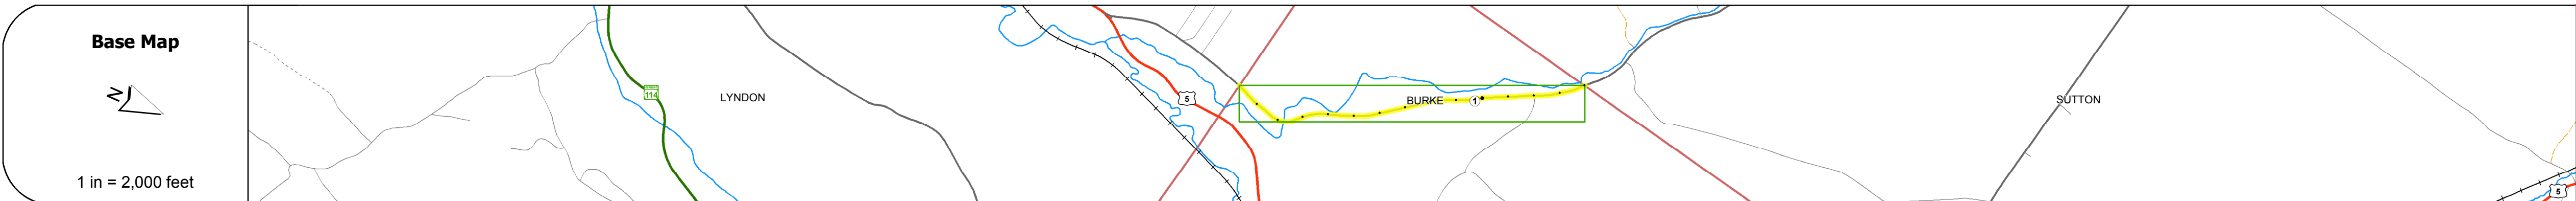 Base Map
N
1 in = 2,000 feet
114
LYNDON
5
BURKE
1
SUTTON
5